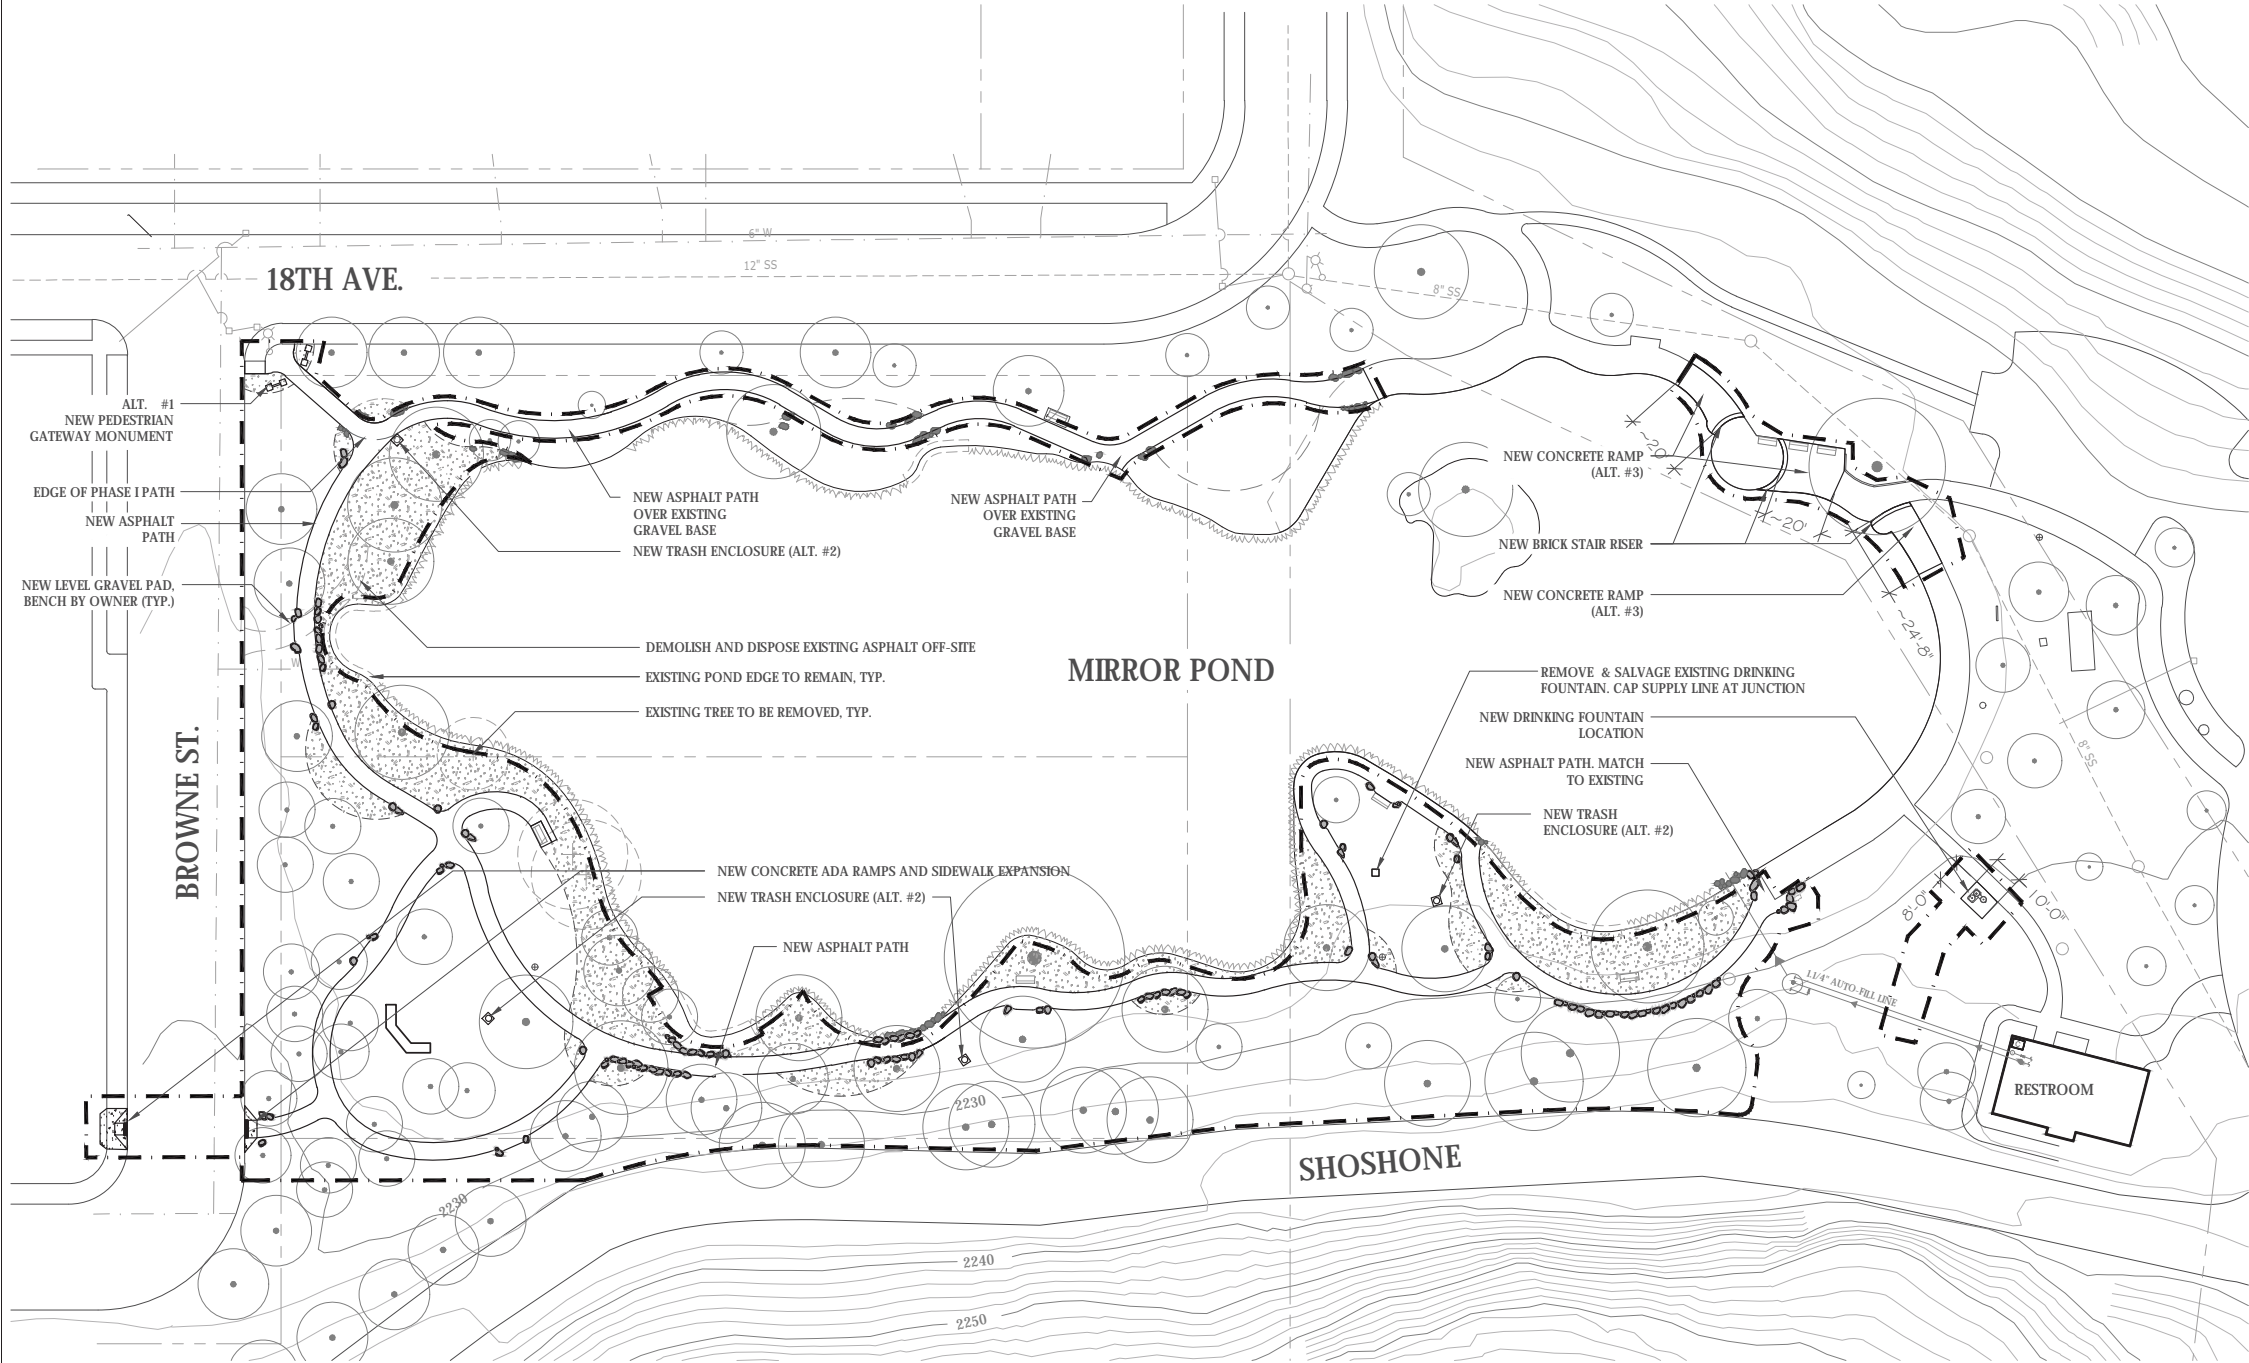 6" W
12" SS
18TH AVE.
8" SS
ALT. #1
NEW PEDESTRIAN
GATEWAY MONUMENT
EDGE OF PHASE I PATH
NEW ASPHALT
PATH
NEW LEVEL GRAVEL PAD,
BENCH BY OWNER (TYP.)
NEW ASPHALT PATH
OVER EXISTING
GRAVEL BASE
NEW TRASH ENCLOSURE (ALT. #2)
NEW ASPHALT PATH
OVER EXISTING
GRAVEL BASE
NEW CONCRETE RAMP
(ALT. #3)
~20'
NEW BRICK STAIR RISER
NEW CONCRETE RAMP
(ALT. #3)
~24'-8"
W
DEMOLISH AND DISPOSE EXISTING ASPHALT OFF-SITE
EXISTING POND EDGE TO REMAIN, TYP.
EXISTING TREE TO BE REMOVED, TYP.
MIRROR POND
REMOVE & SALVAGE EXISTING DRINKING
FOUNTAIN. CAP SUPPLY LINE AT JUNCTION
NEW DRINKING FOUNTAIN
LOCATION
NEW ASPHALT PATH. MATCH
TO EXISTING
NEW TRASH
ENCLOSURE (ALT. #2)
8" SS
BROWNE ST.
NEW CONCRETE ADA RAMPS AND SIDEWALK EXPANSION
NEW TRASH ENCLOSURE (ALT. #2)
NEW ASPHALT PATH
8'-0"
10'-0"
1.1/4" AUTO-FILL LINE
RESTROOM
2230
SHOSHONE
2230
2240
2250